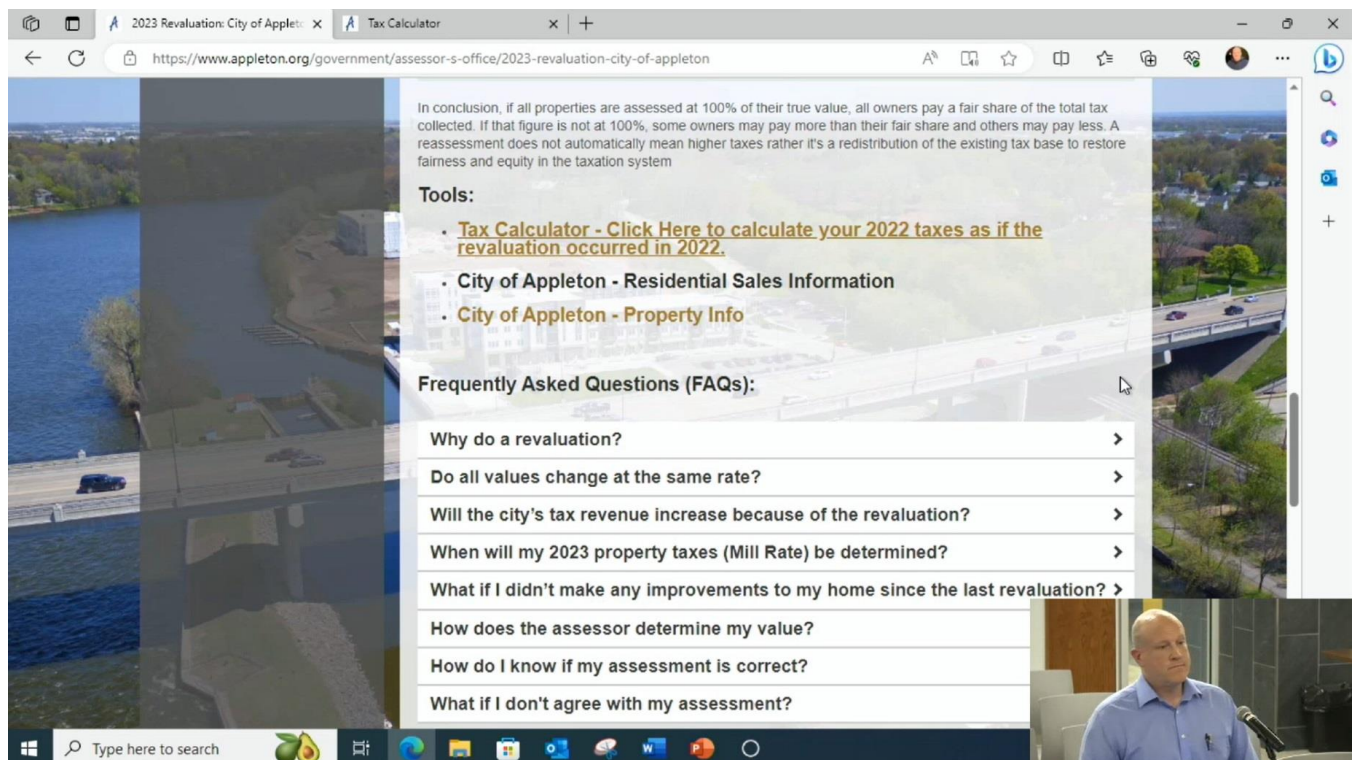 2023 Revaluation: City of Applet
Tax Calculator
https://www.appleton.org/government/assessor-s-office/2023-revaluation-city-of-appleton
In conclusion, if all properties are assessed at 100% of their true value, all owners pay a fair share of the total tax
collected. If that figure is not at 100%, some owners may pay more than their fair share and others may pay less. A
reassessment does not automatically mean higher taxes rather it's a redistribution of the existing tax base to restore
fairness and equity in the taxation system
Tools:
Tax Calculator - Click Here to calculate your 2022 taxes as if the
revaluation occurred in 2022.
City of Appleton - Residential Sales Information
City of Appleton - Property Info
Frequently Asked Questions (FAQs):
Why do a revaluation?
Do all values change at the same rate?
Will the city's tax revenue increase because of the revaluation?
When will my 2023 property taxes (Mill Rate) be determined?
What if I didn't make any improvements to my home since the last revaluation?
How does the assessor determine my value?
How do I know if my assessment is correct?
What if I don't agree with my assessment?
Type here to search